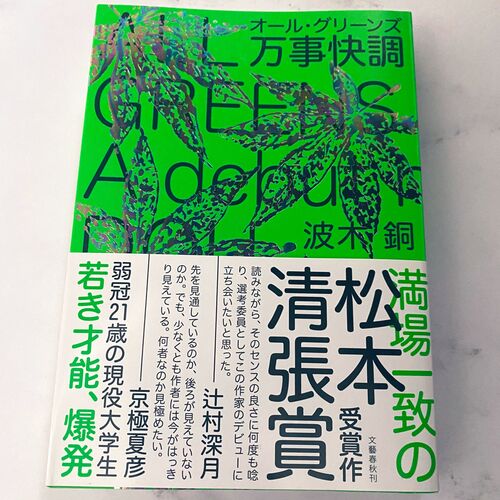 オール・グリーンズ
万事快調
ALL
GREENS
A debut
波木 銅
満場一致の
松本清張賞
受賞作
文藝春秋刊
読みながら、そのセンスの良さに何度も唸
り、選考委員としてこの作家のデビューに
立ち会いたいと思った。
──辻村深月
先を見通しているのか、後ろが見えていない
のか。でも、少なくとも作者には今がはっき
り見えている。何者なのか見極めたい。
──京極夏彦
弱冠21歳の現役大学生
若き才能、爆発